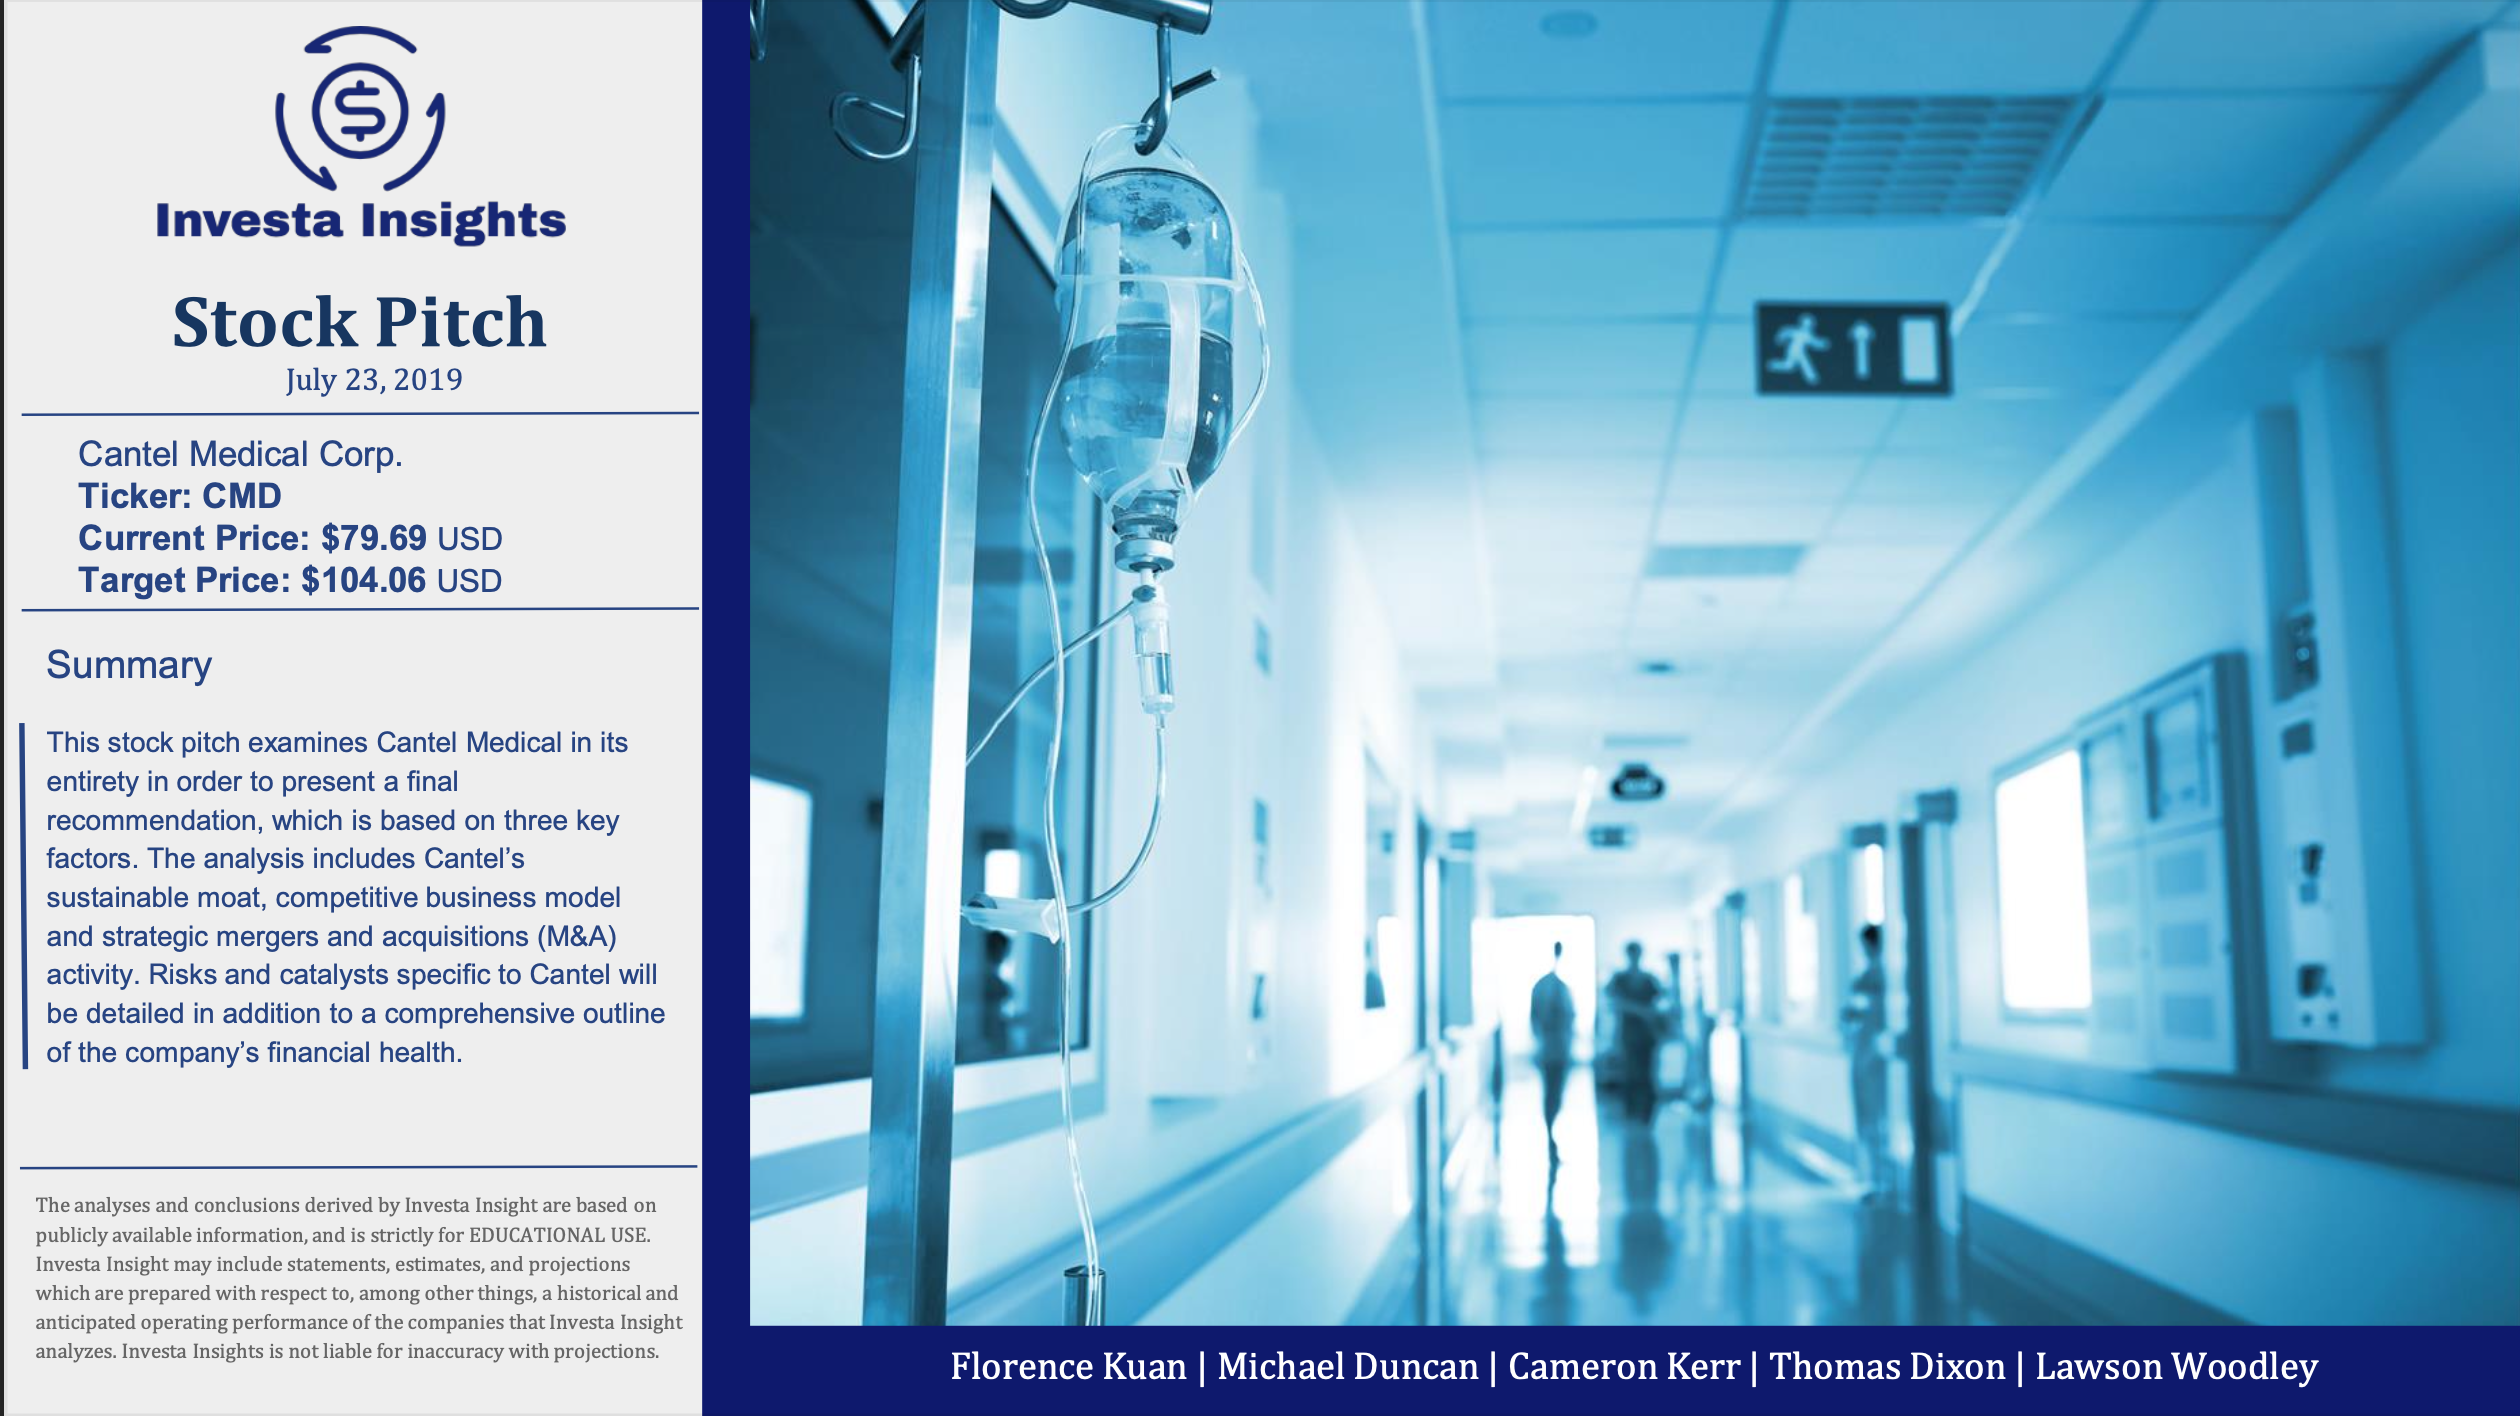 Investa Insights
Stock Pitch
July 23, 2019
Cantel Medical Corp.
Ticker: CMD
Current Price: $79.69 USD
Target Price: $104.06 USD
Summary
This stock pitch examines Cantel Medical in its
entirety in order to present a final
recommendation, which is based on three key
factors. The analysis includes Cantel’s
sustainable moat, competitive business model
and strategic mergers and acquisitions (M&A)
activity. Risks and catalysts specific to Cantel will
be detailed in addition to a comprehensive outline
of the company’s financial health.
The analyses and conclusions derived by Investa Insight are based on
publicly available information, and is strictly for EDUCATIONAL USE.
Investa Insight may include statements, estimates, and projections
which are prepared with respect to, among other things, a historical and
anticipated operating performance of the companies that Investa Insight
analyzes. Investa Insights is not liable for inaccuracy with projections.
Florence Kuan | Michael Duncan | Cameron Kerr | Thomas Dixon | Lawson Woodley